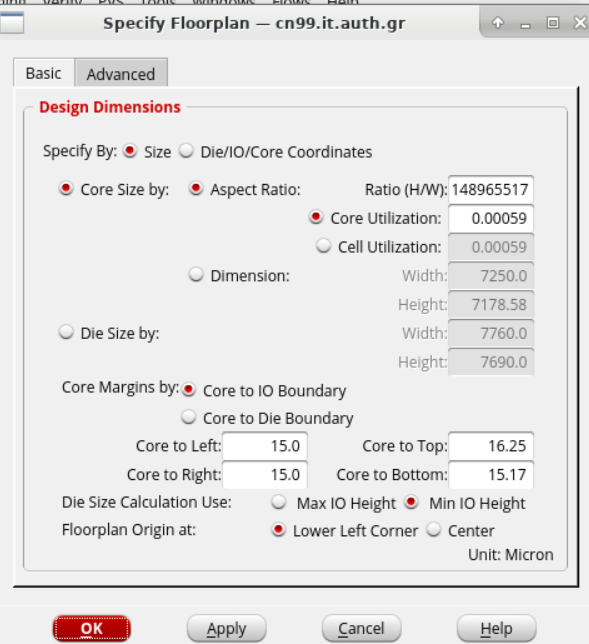 Specify Floorplan — cn99.it.auth.gr
Basic Advanced
Design Dimensions
Specify By: Size Die/IO/Core Coordinates
Core Size by: Aspect Ratio: Ratio (H/W): 148965517
Core Utilization: 0.00059
Cell Utilization: 0.00059
Dimension: Width: 7250.0
Height: 7178.58
Die Size by: Width: 7760.0
Height: 7690.0
Core Margins by: Core to IO Boundary
Core to Die Boundary
Core to Left: 15.0 Core to Top: 16.25
Core to Right: 15.0 Core to Bottom: 15.17
Die Size Calculation Use: Max IO Height Min IO Height
Floorplan Origin at: Lower Left Corner Center
Unit: Micron
OK Apply Cancel Help